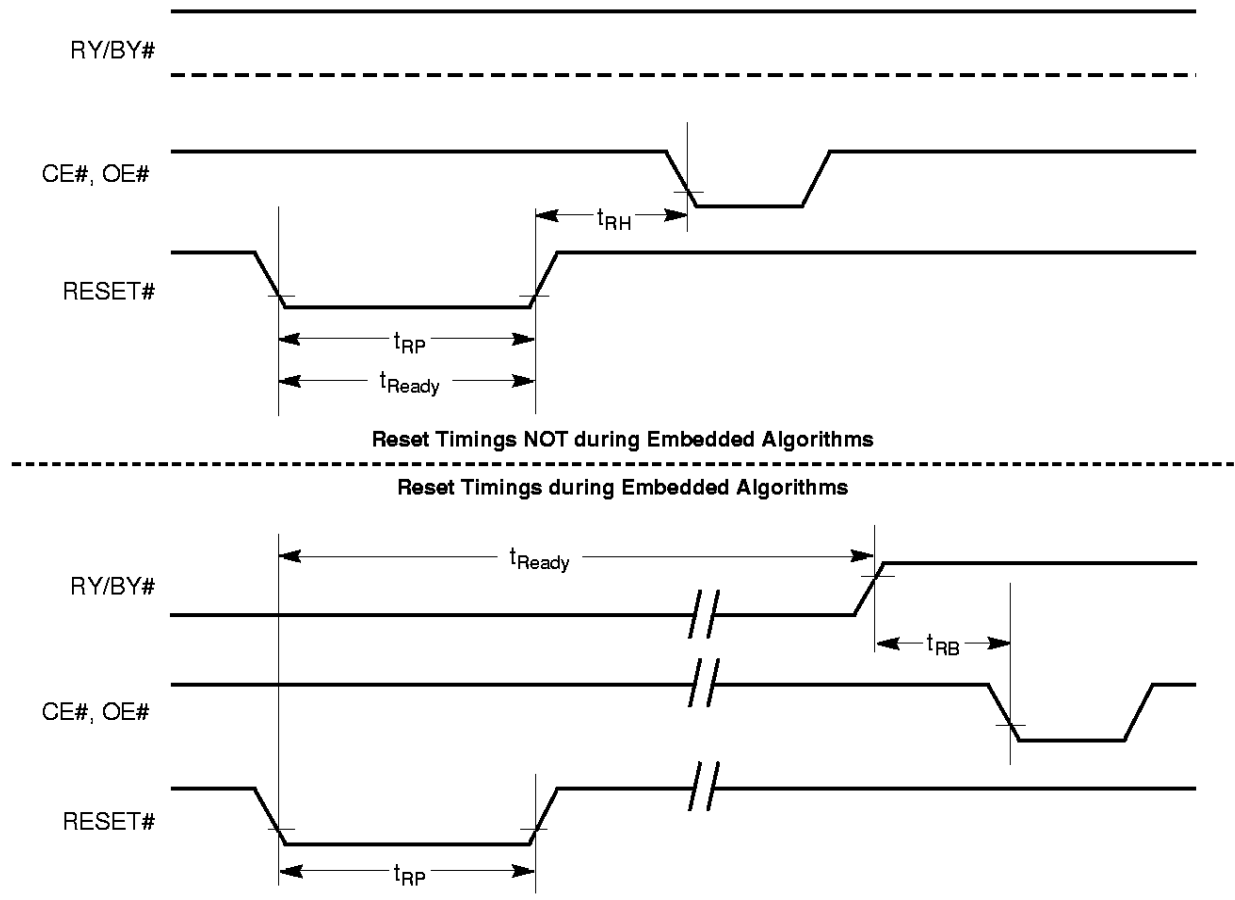 RY/BY#
CE#, OE#
tRH
RESET#
tRP
tReady
Reset Timings NOT during Embedded Algorithms
Reset Timings during Embedded Algorithms
tReady
RY/BY#
tRB
CE#, OE#
RESET#
tRP